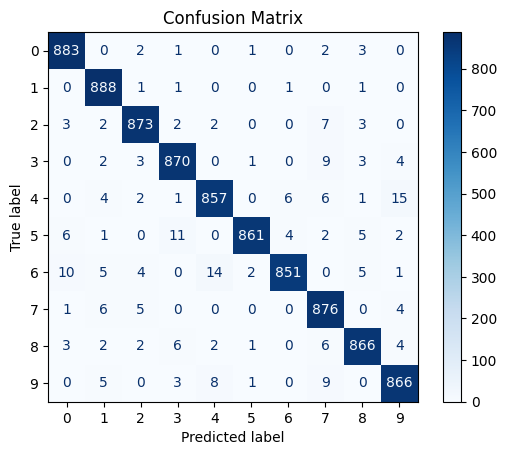 Confusion Matrix
0 883 0 2 1 0 1 0 2 3 0
1 0 888 1 1 0 0 1 0 1 0
2 3 2 873 2 2 0 0 7 3 0
3 0 2 3 870 0 1 0 9 3 4
4 0 4 2 1 857 0 6 6 1 15
5 6 1 0 11 0 861 4 2 5 2
6 10 5 4 0 14 2 851 0 5 1
7 1 6 5 0 0 0 0 876 0 4
8 3 2 2 6 2 1 0 6 866 4
9 0 5 0 3 8 1 0 9 0 866
0 1 2 3 4 5 6 7 8 9
True label
Predicted label
800
700
600
500
400
300
200
100
0